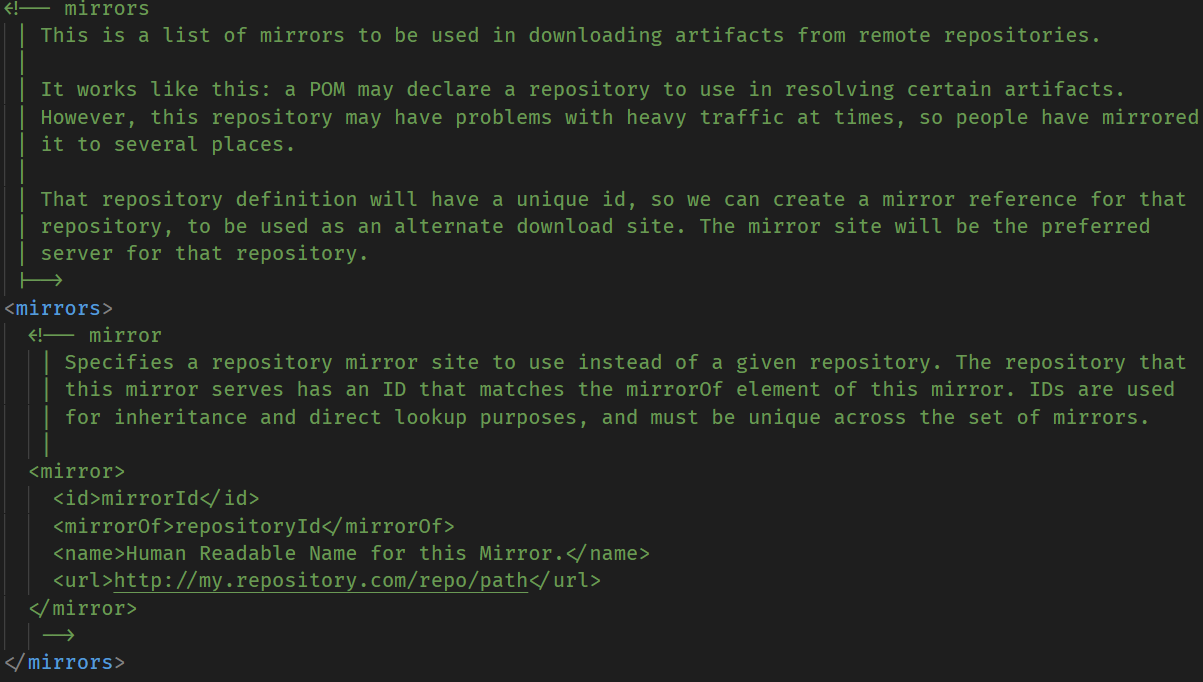 <!-- mirrors
 | This is a list of mirrors to be used in downloading artifacts from remote repositories.
 |
 | It works like this: a POM may declare a repository to use in resolving certain artifacts.
 | However, this repository may have problems with heavy traffic at times, so people have mirrored
 | it to several places.
 |
 | That repository definition will have a unique id, so we can create a mirror reference for that
 | repository, to be used as an alternate download site. The mirror site will be the preferred
 | server for that repository.
 |-->
<mirrors>
  <!-- mirror
   | Specifies a repository mirror site to use instead of a given repository. The repository that
   | this mirror serves has an ID that matches the mirrorOf element of this mirror. IDs are used
   | for inheritance and direct lookup purposes, and must be unique across the set of mirrors.
   |
  <mirror>
    <id>mirrorId</id>
    <mirrorOf>repositoryId</mirrorOf>
    <name>Human Readable Name for this Mirror.</name>
    <url>http://my.repository.com/repo/path</url>
  </mirror>
   -->
</mirrors>